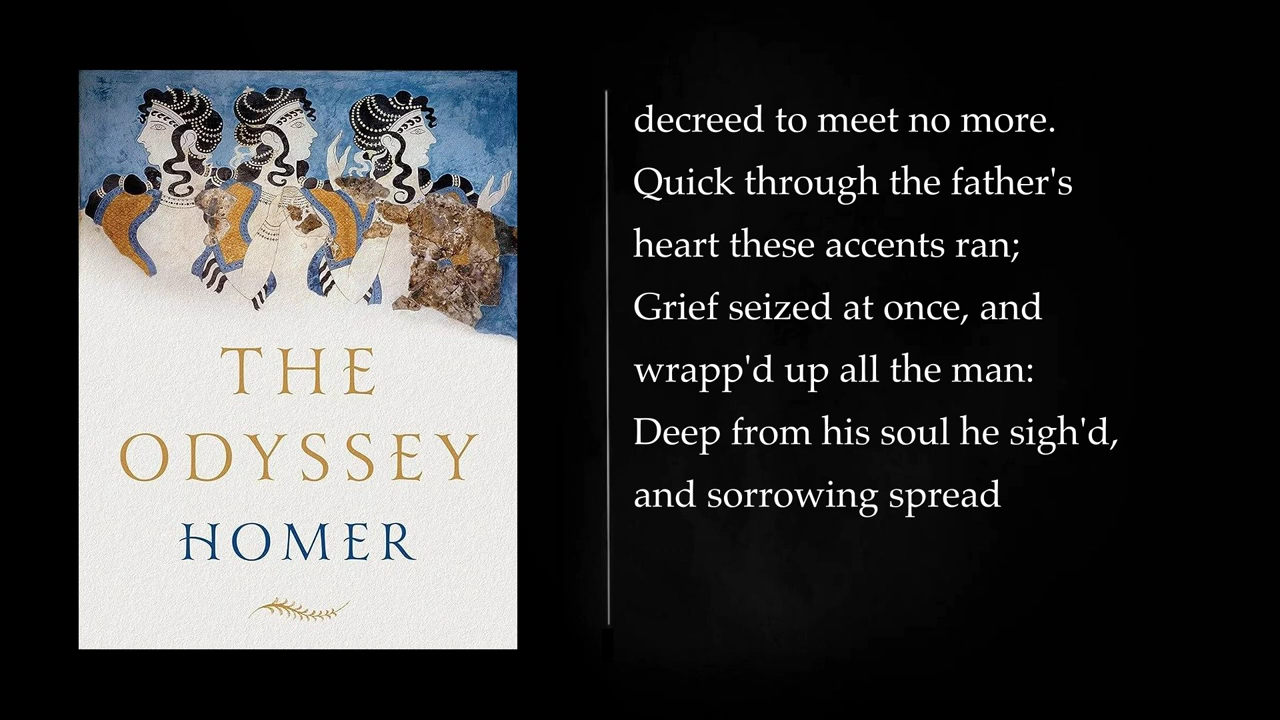 THE
ODYSSEY
HOMER
decreed to meet no more.
Quick through the father's
heart these accents ran;
Grief seized at once, and
wrapp'd up all the man:
Deep from his soul he sigh'd,
and sorrowing spread